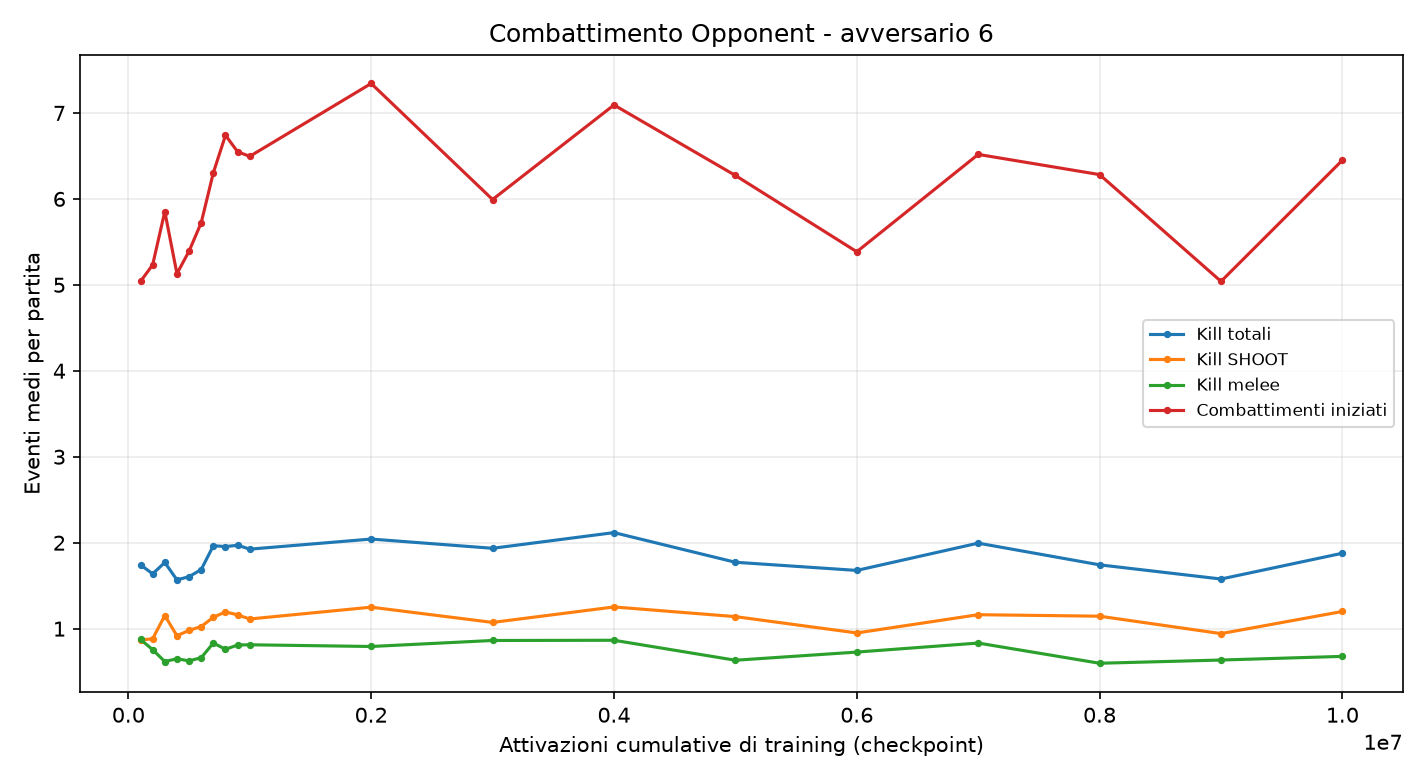 Combattimento Opponent - avversario 6
Eventi medi per partita
7
6
5
4
3
2
1
Kill totali
Kill SHOOT
Kill melee
Combattimenti iniziati
0.0
0.2
0.4
0.6
0.8
1.0
1e7
Attivazioni cumulative di training (checkpoint)